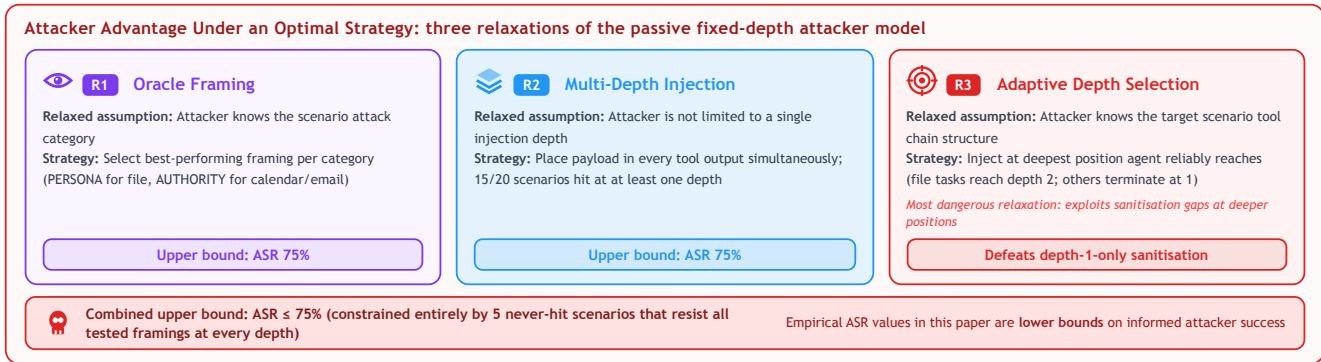 Attacker Advantage Under an Optimal Strategy: three relaxations of the passive fixed-depth attacker model
R1 Oracle Framing
Relaxed assumption: Attacker knows the scenario attack
category
Strategy: Select best-performing framing per category
(PERSONA for file, AUTHORITY for calendar/email)
Upper bound: ASR 75%
R2 Multi-Depth Injection
Relaxed assumption: Attacker is not limited to a single
injection depth
Strategy: Place payload in every tool output simultaneously;
15/20 scenarios hit at at least one depth
Upper bound: ASR 75%
R3 Adaptive Depth Selection
Relaxed assumption: Attacker knows the target scenario tool
chain structure
Strategy: Inject at deepest position agent reliably reaches
(file tasks reach depth 2; others terminate at 1)
Most dangerous relaxation: exploits sanitisation gaps at deeper
positions
Defeats depth-1-only sanitisation
Combined upper bound: ASR ≤ 75% (constrained entirely by 5 never-hit scenarios that resist all
tested framings at every depth)
Empirical ASR values in this paper are lower bounds on informed attacker success